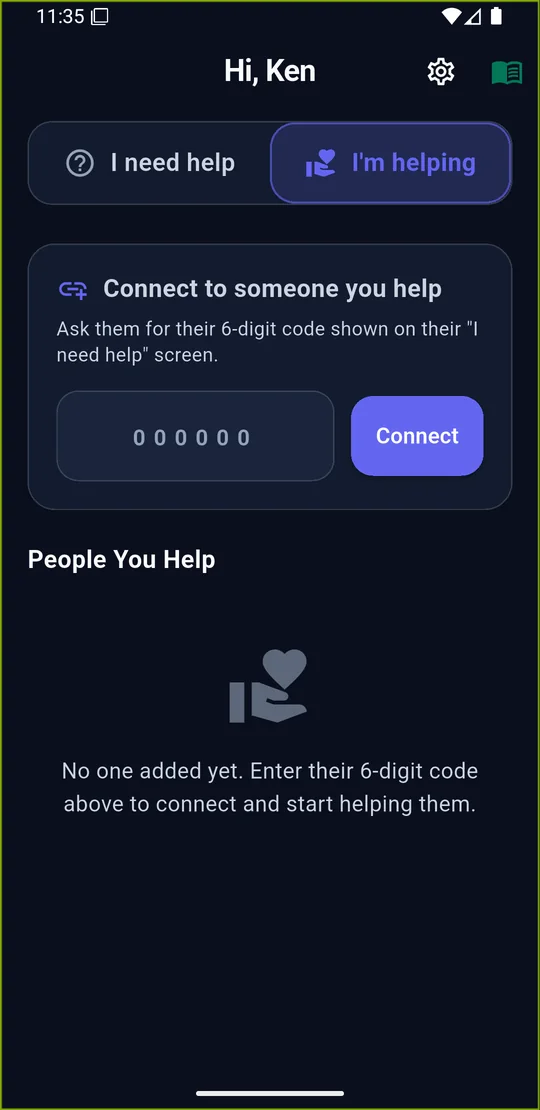 11:35
Hi, Ken
I need help
I'm helping
Connect to someone you help
Ask them for their 6-digit code shown on their "I
need help" screen.
000000
Connect
People You Help
No one added yet. Enter their 6-digit code
above to connect and start helping them.